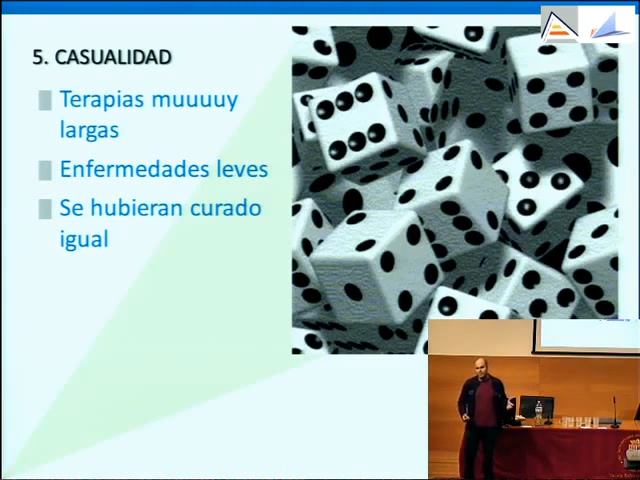 5. CASUALIDAD
Terapias muuuuy
largas
Enfermedades leves
Se hubieran curado
igual